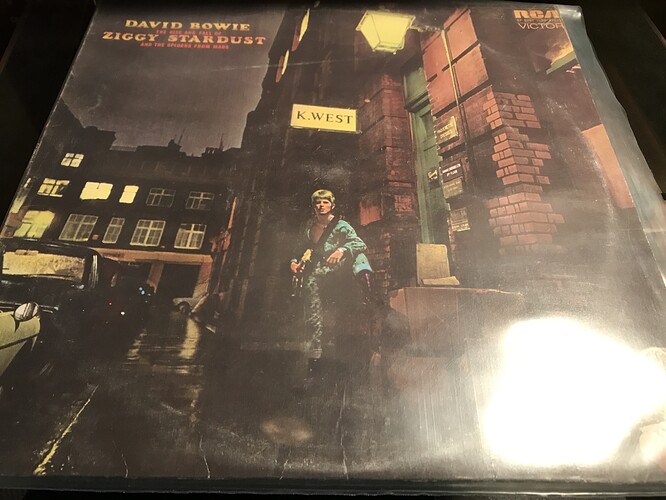 DAVID BOWIE
THE RISE AND FALL OF
ZIGGY STARDUST
AND THE SPIDERS FROM MARS
RCA
VICTOR
K.WEST